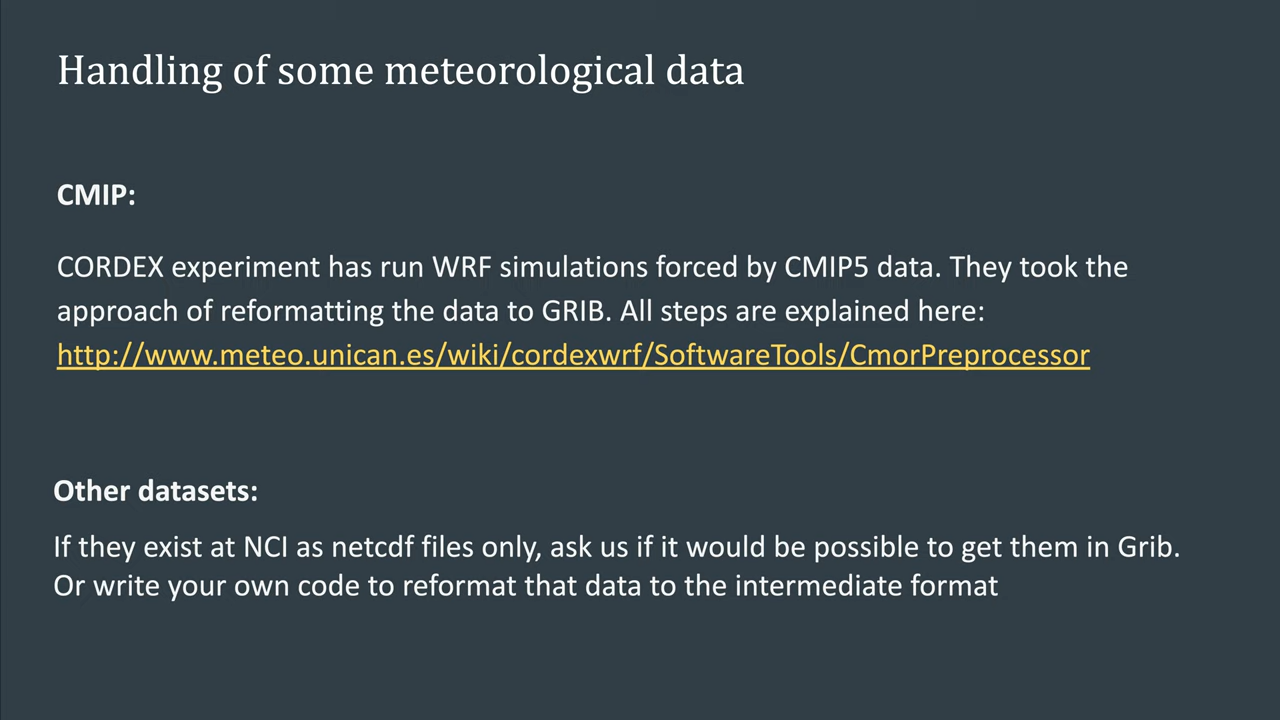 Handling of some meteorological data
CMIP:
CORDEX experiment has run WRF simulations forced by CMIP5 data. They took the
approach of reformatting the data to GRIB. All steps are explained here:
http://www.meteo.unican.es/wiki/cordexwrf/SoftwareTools/CmorPreprocessor
Other datasets:
If they exist at NCI as netcdf files only, ask us if it would be possible to get them in Grib.
Or write your own code to reformat that data to the intermediate format